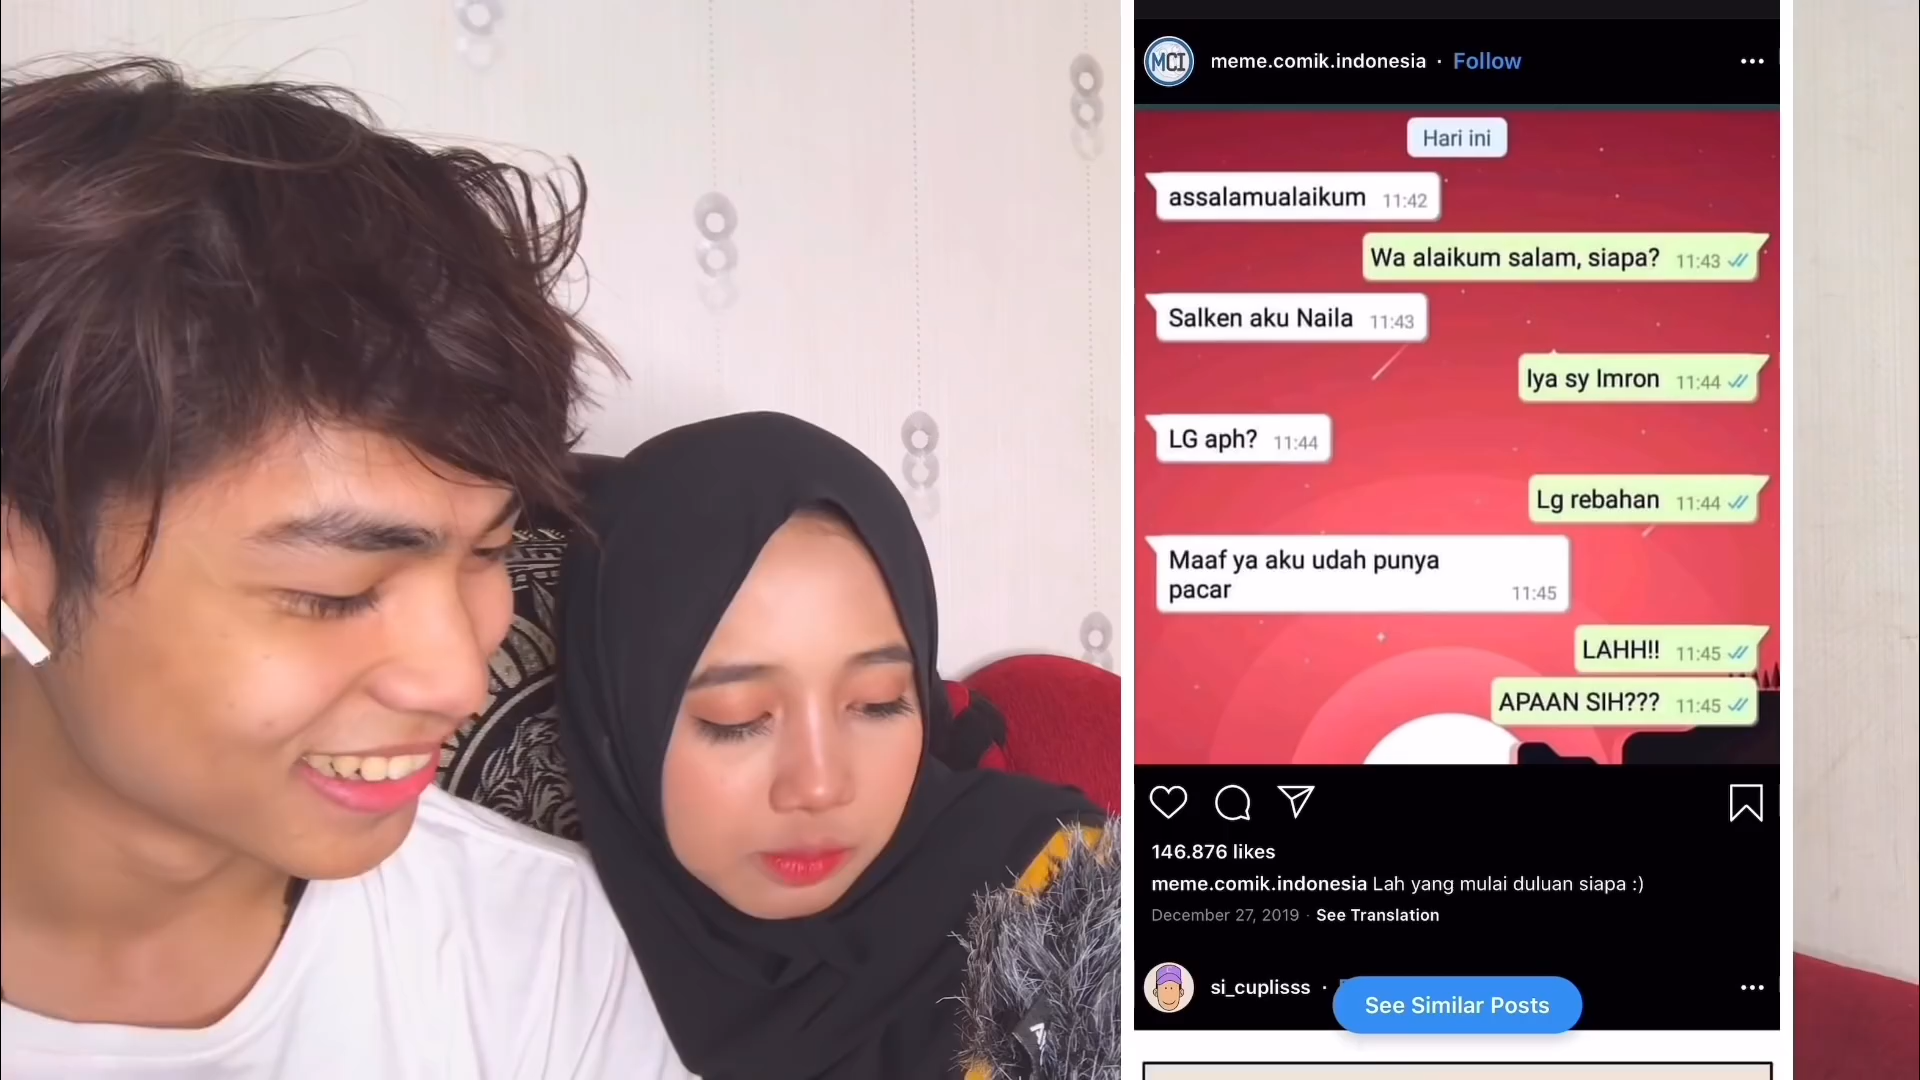 MCI
meme.comik.indonesia · Follow
Hari ini
assalamualaikum 11:42
Wa alaikum salam, siapa? 11:43
Salken aku Naila 11:43
Iya sy Imron 11:44
LG aph? 11:44
Lg rebahan 11:44
Maaf ya aku udah punya
pacar 11:45
LAHH!! 11:45
APAAN SIH??? 11:45
146.876 likes
meme.comik.indonesia Lah yang mulai duluan siapa :)
December 27, 2019 · See Translation
si_cuplisss ·
See Similar Posts